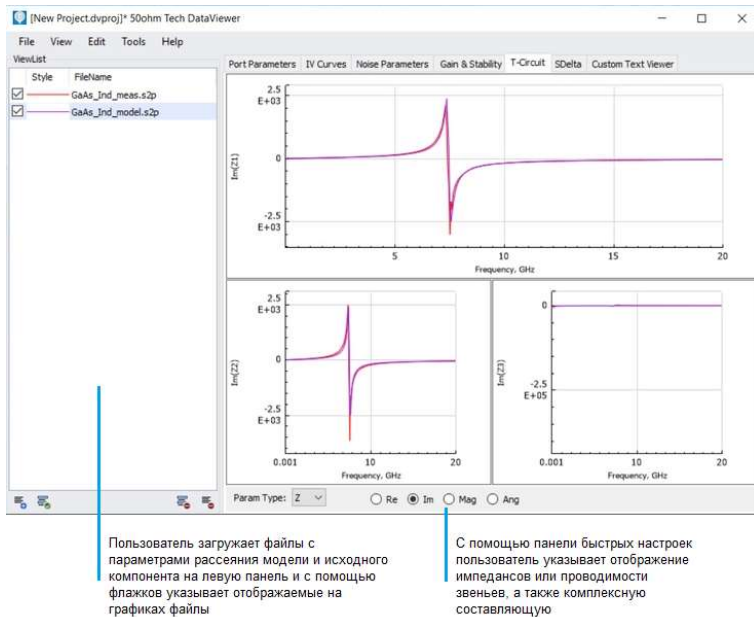 [New Project.dvproj]* 50ohm Tech DataViewer
File View Edit Tools Help
ViewList
Style FileName
GaAs_Ind_meas.s2p
GaAs_Ind_model.s2p
Port Parameters IV Curves Noise Parameters Gain & Stability T-Circuit SDelta Custom Text Viewer
2.5
E+03
0
-2.5
E+03
Im(Z1)
5 10 15 20
Frequency, GHz
2.5
E+03
0
-2.5
E+03
Im(Z2)
0.001 10 20
Frequency, GHz
0
-2.5
E+05
Im(Z3)
0.001 10 20
Frequency, GHz
Param Type: Z Re Im Mag Ang
Пользователь загружает файлы с
параметрами рассеяния модели и исходного
компонента на левую панель и с помощью
флажков указывает отображаемые на
графиках файлы
С помощью панели быстрых настроек
пользователь указывает отображение
импедансов или проводимости
звеньев, а также комплексную
составляющую